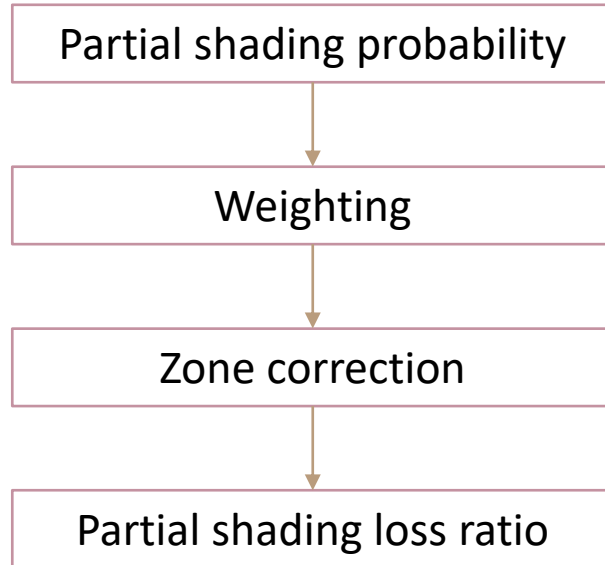 Partial shading probability
Weighting
Zone correction
Partial shading loss ratio